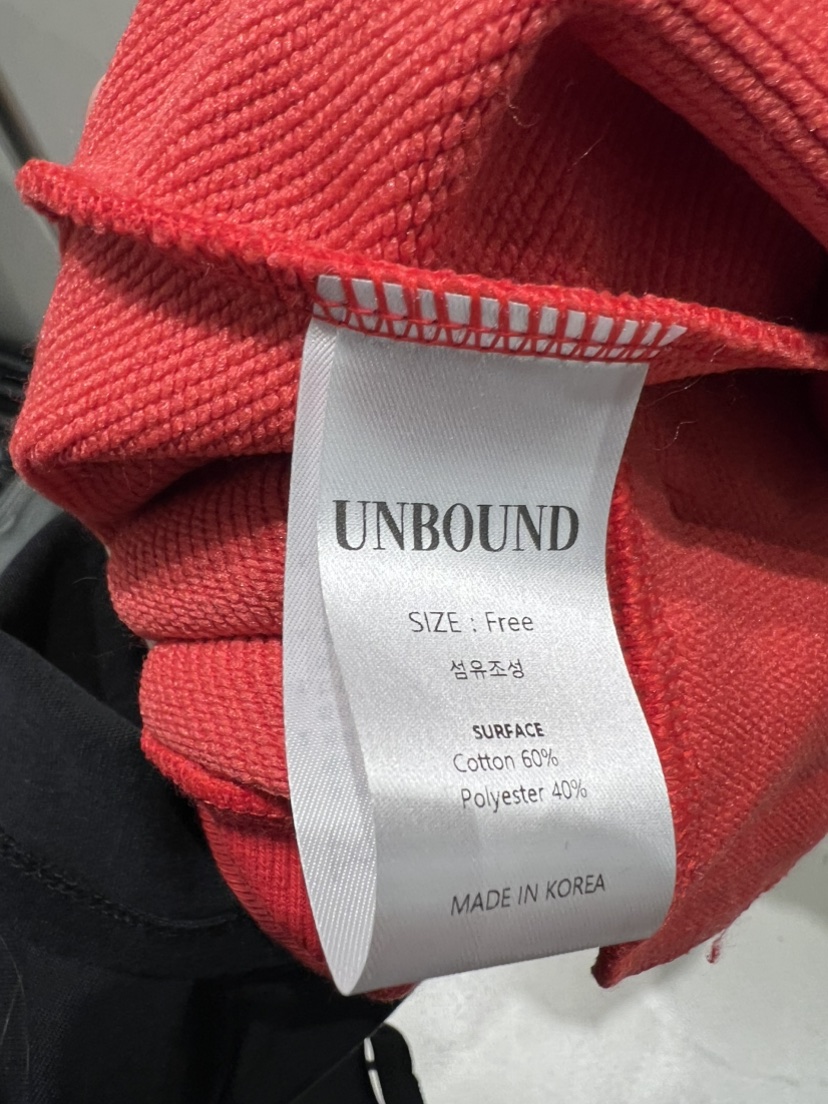 UNBOUND
SIZE : Free
섬유조성
SURFACE
Cotton 60%
Polyester 40%
MADE IN KOREA